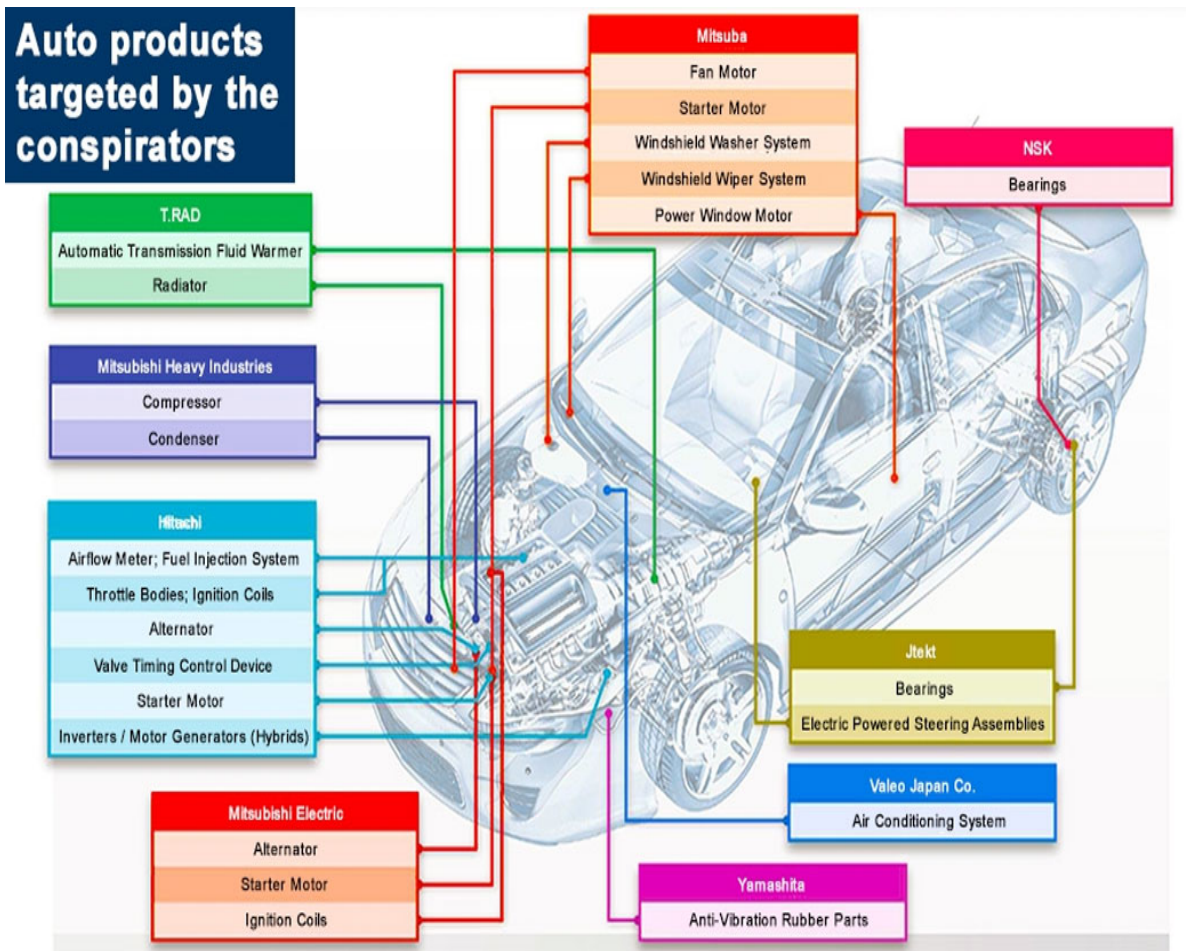 Auto products
targeted by the
conspirators
Mitsuba
Fan Motor
Starter Motor
Windshield Washer System
Windshield Wiper System
Power Window Motor
NSK
Bearings
T.RAD
Automatic Transmission Fluid Warmer
Radiator
Mitsubishi Heavy Industries
Compressor
Condenser
Hitachi
Airflow Meter; Fuel Injection System
Throttle Bodies; Ignition Coils
Alternator
Valve Timing Control Device
Starter Motor
Inverters / Motor Generators (Hybrids)
Jtekt
Bearings
Electric Powered Steering Assemblies
Valeo Japan Co.
Air Conditioning System
Mitsubishi Electric
Alternator
Starter Motor
Ignition Coils
Yamashita
Anti-Vibration Rubber Parts